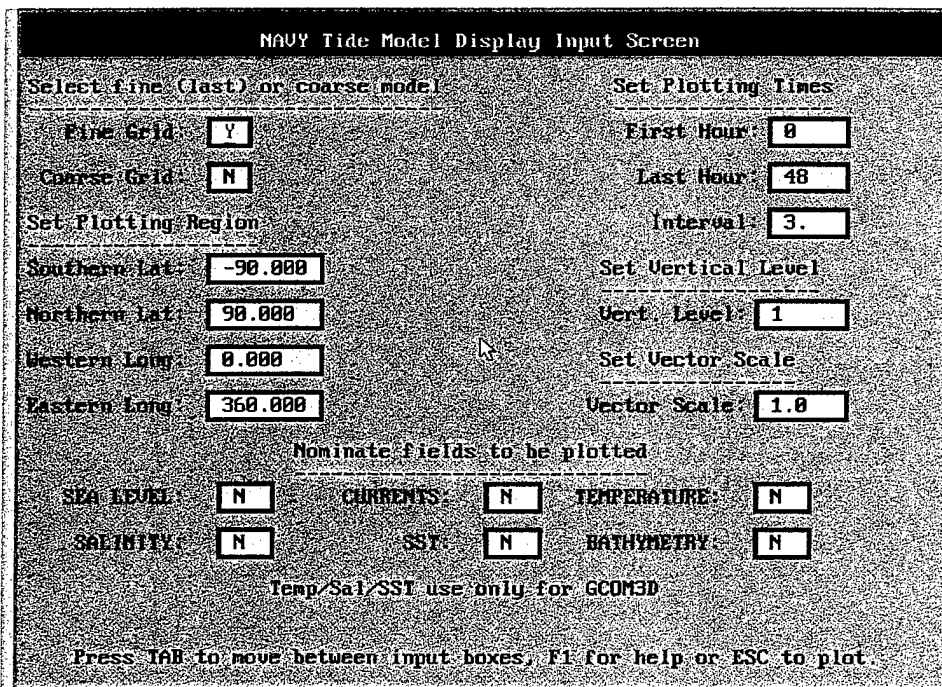 NAVY Tide Model Display Input Screen
Select fine (last) or coarse model
Fine Grid: Y
Coarse Grid: N
Set Plotting Region
Southern Lat: -90.000
Northern Lat: 90.000
Western Long: 0.000
Eastern Long: 360.000
Set Plotting Times
First Hour: 0
Last Hour: 48
Interval: 3.
Set Vertical Level
Vert. Level: 1
Set Vector Scale
Vector Scale: 1.0
Nominate fields to be plotted
SEA LEVEL: N CURRENTS: N TEMPERATURE: N
SALINITY: N SST: N BATHYMETRY: N
Temp/Sal/SST use only for GCOM3D
Press TAB to move between input boxes, F1 for help or ESC to plot.